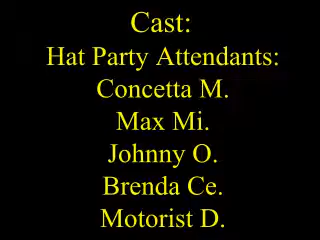 Cast:
Hat Party Attendants:
Concetta M.
Max Mi.
Johnny O.
Brenda Ce.
Motorist D.